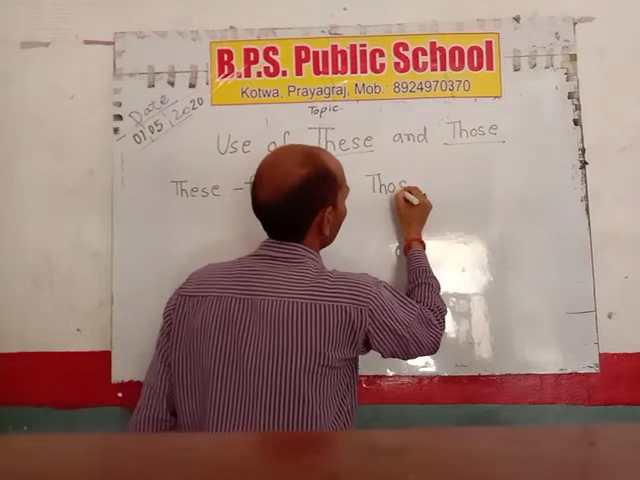 B.P.S. Public School
Kotwa, Prayagraj, Mob.: 8924970370
Date
01/05/2020
Topic-
Use of These and Those
These - Thos